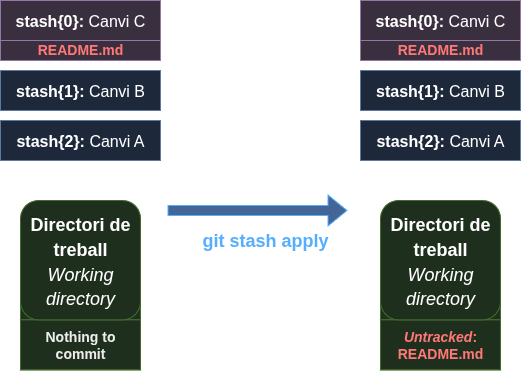 stash{0}: Canvi C
README.md
stash{1}: Canvi B
stash{2}: Canvi A
Directori de
treball
Working
directory
Nothing to
commit
git stash apply
stash{0}: Canvi C
README.md
stash{1}: Canvi B
stash{2}: Canvi A
Directori de
treball
Working
directory
Untracked:
README.md